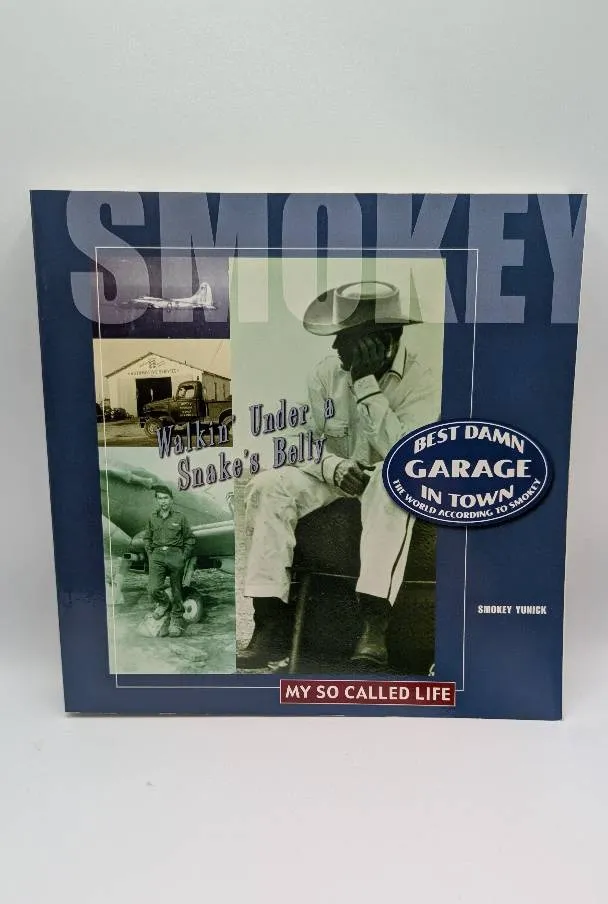 SMOKEY
Walkin' Under a
Snake's Belly
BEST DAMN
GARAGE
IN TOWN
THE WORLD ACCORDING TO SMOKEY
SMOKEY YUNICK
MY SO CALLED LIFE